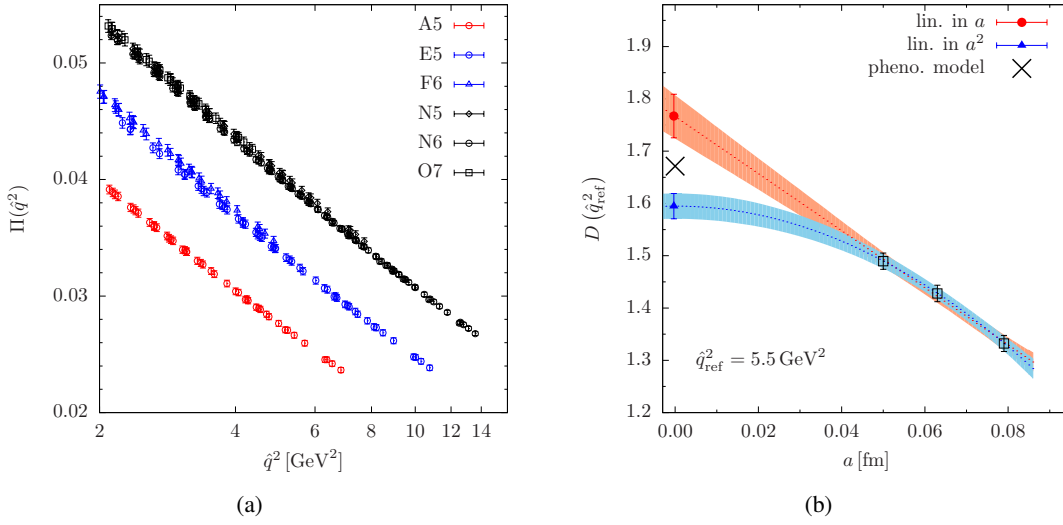 A5
E5
F6
N5
N6
O7
0.05
0.04
0.03
0.02
Π(q̂²)
2
4
6
8
10
12
14
q̂² [GeV²]
(a)
lin. in a
lin. in a²
pheno. model
1.9
1.8
1.7
1.6
1.5
1.4
1.3
1.2
D (q̂²ref)
q̂²ref = 5.5 GeV²
0.00
0.02
0.04
0.06
0.08
a [fm]
(b)